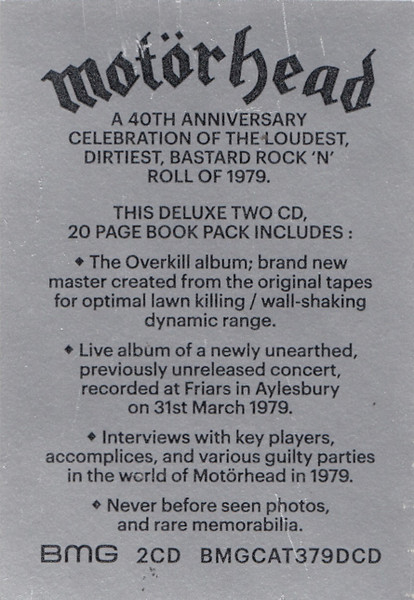 motörhead
A 40TH ANNIVERSARY
CELEBRATION OF THE LOUDEST,
DIRTIEST, BASTARD ROCK ‘N’
ROLL OF 1979.
THIS DELUXE TWO CD,
20 PAGE BOOK PACK INCLUDES :
◆ The Overkill album; brand new
master created from the original tapes
for optimal lawn killing / wall-shaking
dynamic range.
◆ Live album of a newly unearthed,
previously unreleased concert,
recorded at Friars in Aylesbury
on 31st March 1979.
◆ Interviews with key players,
accomplices, and various guilty parties
in the world of Motörhead in 1979.
◆ Never before seen photos,
and rare memorabilia.
BMG 2CD BMGCAT379DCD